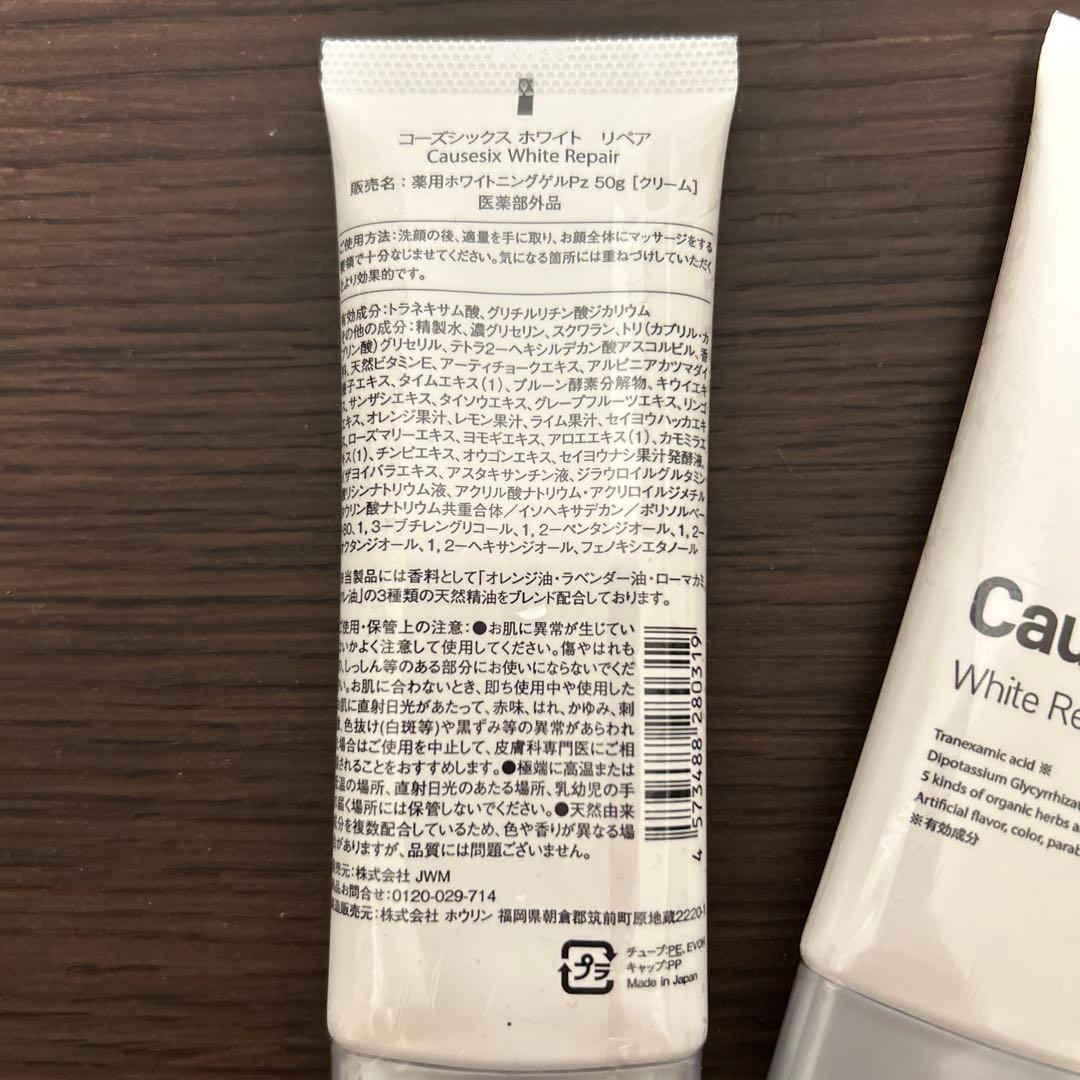 コーズシックス ホワイト リペア
Causesix White Repair
販売名：薬用ホワイトニングゲルPz 50g [クリーム]
医薬部外品
ご使用方法：洗顔の後、適量を手に取り、お顔全体にマッサージをする
要領で十分なじませてください。気になる箇所には重ねづけしていただく
とより効果的です。
有効成分：トラネキサム酸、グリチルリチン酸ジカリウム
その他の成分：精製水、濃グリセリン、スクワラン、トリ(カプリル・カ
プリン酸)グリセリル、テトラ2-ヘキシルデカン酸アスコルビル、香
料、天然ビタミンE、アーティチョークエキス、アルピニアカツマダイ
種子エキス、タイムエキス(1)、プルーン酵素分解物、キウイエキ
ス、サンザシエキス、タイソウエキス、グレープフルーツエキス、リンゴ
エキス、オレンジ果汁、レモン果汁、ライム果汁、セイヨウハッカエキ
ス、ローズマリーエキス、ヨモギエキス、アロエエキス(1)、カモミラエ
キス(1)、チンピエキス、オウゴンエキス、セイヨウナシ果汁発酵液、
イザヨイバラエキス、アスタキサンチン液、ジラウロイルグルタミン
酸リシンナトリウム液、アクリル酸ナトリウム・アクリロイルジメチル
タウリン酸ナトリウム共重合体／イソヘキサデカン／ポリソルベー
ト80、1,3-ブチレングリコール、1,2-ペンタンジオール、1,2-
オクタンジオール、1,2-ヘキサンジオール、フェノキシエタノール
当製品には香料として「オレンジ油・ラベンダー油・ローマカミ
ツレ油」の3種類の天然精油をブレンド配合しております。
ご使用・保管上の注意：●お肌に異常が生じてい
ないかよく注意して使用してください。傷やはれも
の、しっしん等のある部分にお使いにならないでくだ
さい。お肌に合わないとき、即ち使用中や使用した
お肌に直射日光があたって、赤味、はれ、かゆみ、刺
激、色抜け(白斑等)や黒ずみ等の異常があらわれ
た場合はご使用を中止して、皮膚科専門医にご相
談されることをおすすめします。●極端に高温または
低温の場所、直射日光のあたる場所、乳幼児の手
の届く場所には保管しないでください。●天然由来
成分を複数配合しているため、色や香りが異なる場
合がありますが、品質には問題ございません。
発売元：株式会社 JWM
商品お問合せ：0120-029-714
製造販売元：株式会社 ホウリン 福岡県朝倉郡筑前町原地蔵2220-1
4 573488 280319
プラ
チューブ：PE、EVOH
キャップ：PP
Made in Japan
Cau
White Re
Tranexamic acid ※
Dipotassium Glycyrrhizat
5 kinds of organic herbs a
Artificial flavor, color, parab
※有効成分